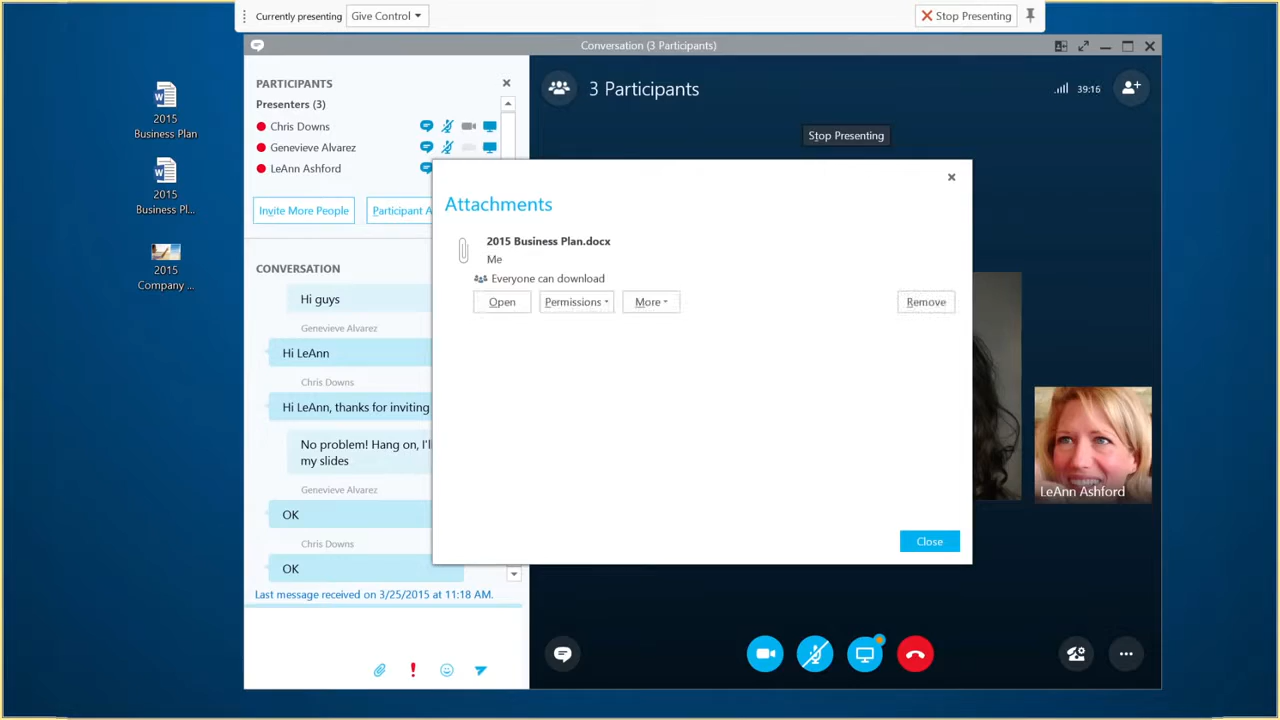 Currently presenting
Give Control
Stop Presenting
Conversation (3 Participants)
2015
Business Plan
2015
Business Pl...
2015
Company ...
PARTICIPANTS
Presenters (3)
Chris Downs
Genevieve Alvarez
LeAnn Ashford
Invite More People
Participant A
CONVERSATION
Hi guys
Genevieve Alvarez
Hi LeAnn
Chris Downs
Hi LeAnn, thanks for inviting
No problem! Hang on, I'l
my slides
Genevieve Alvarez
OK
Chris Downs
OK
Last message received on 3/25/2015 at 11:18 AM.
3 Participants
39:16
Stop Presenting
Attachments
2015 Business Plan.docx
Me
Everyone can download
Open
Permissions
More
Remove
Close
LeAnn Ashford